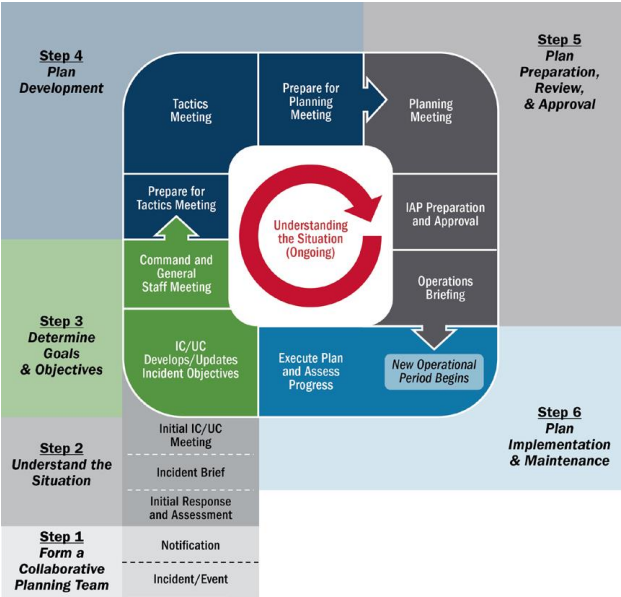 Step 4
Plan
Development
Step 5
Plan
Preparation,
Review,
& Approval
Tactics
Meeting
Prepare for
Planning
Meeting
Planning
Meeting
Prepare for
Tactics Meeting
Understanding
the Situation
(Ongoing)
IAP Preparation
and Approval
Command and
General
Staff Meeting
Operations
Briefing
Step 3
Determine
Goals
& Objectives
IC/UC
Develops/Updates
Incident Objectives
Execute Plan
and Assess
Progress
New Operational
Period Begins
Step 6
Plan
Implementation
& Maintenance
Step 2
Understand the
Situation
Initial IC/UC
Meeting
Incident Brief
Initial Response
and Assessment
Step 1
Form a
Collaborative
Planning Team
Notification
Incident/Event